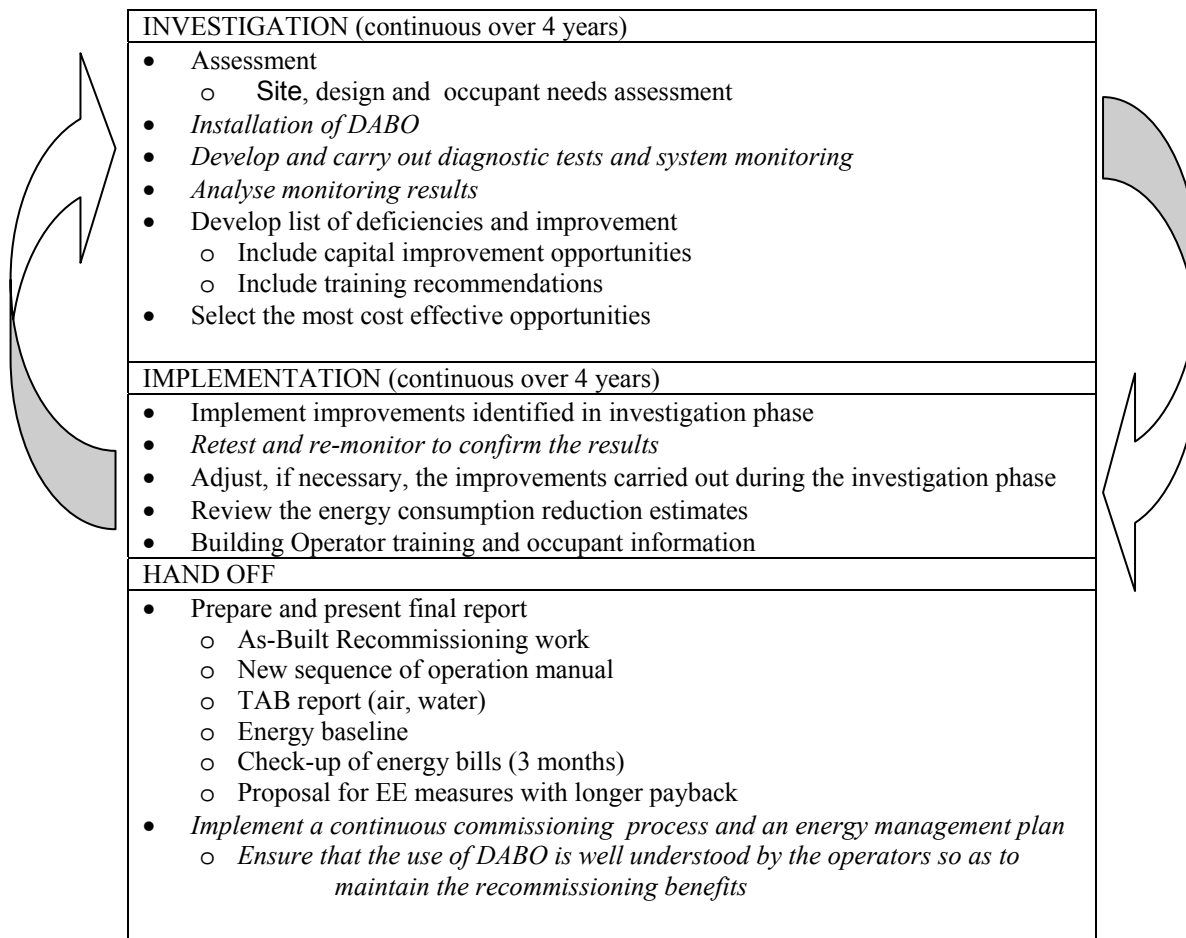 INVESTIGATION (continuous over 4 years)
• Assessment
o Site, design and occupant needs assessment
• Installation of DABO
• Develop and carry out diagnostic tests and system monitoring
• Analyse monitoring results
• Develop list of deficiencies and improvement
o Include capital improvement opportunities
o Include training recommendations
• Select the most cost effective opportunities
IMPLEMENTATION (continuous over 4 years)
• Implement improvements identified in investigation phase
• Retest and re-monitor to confirm the results
• Adjust, if necessary, the improvements carried out during the investigation phase
• Review the energy consumption reduction estimates
• Building Operator training and occupant information
HAND OFF
• Prepare and present final report
o As-Built Recommissioning work
o New sequence of operation manual
o TAB report (air, water)
o Energy baseline
o Check-up of energy bills (3 months)
o Proposal for EE measures with longer payback
• Implement a continuous commissioning process and an energy management plan
o Ensure that the use of DABO is well understood by the operators so as to
maintain the recommissioning benefits